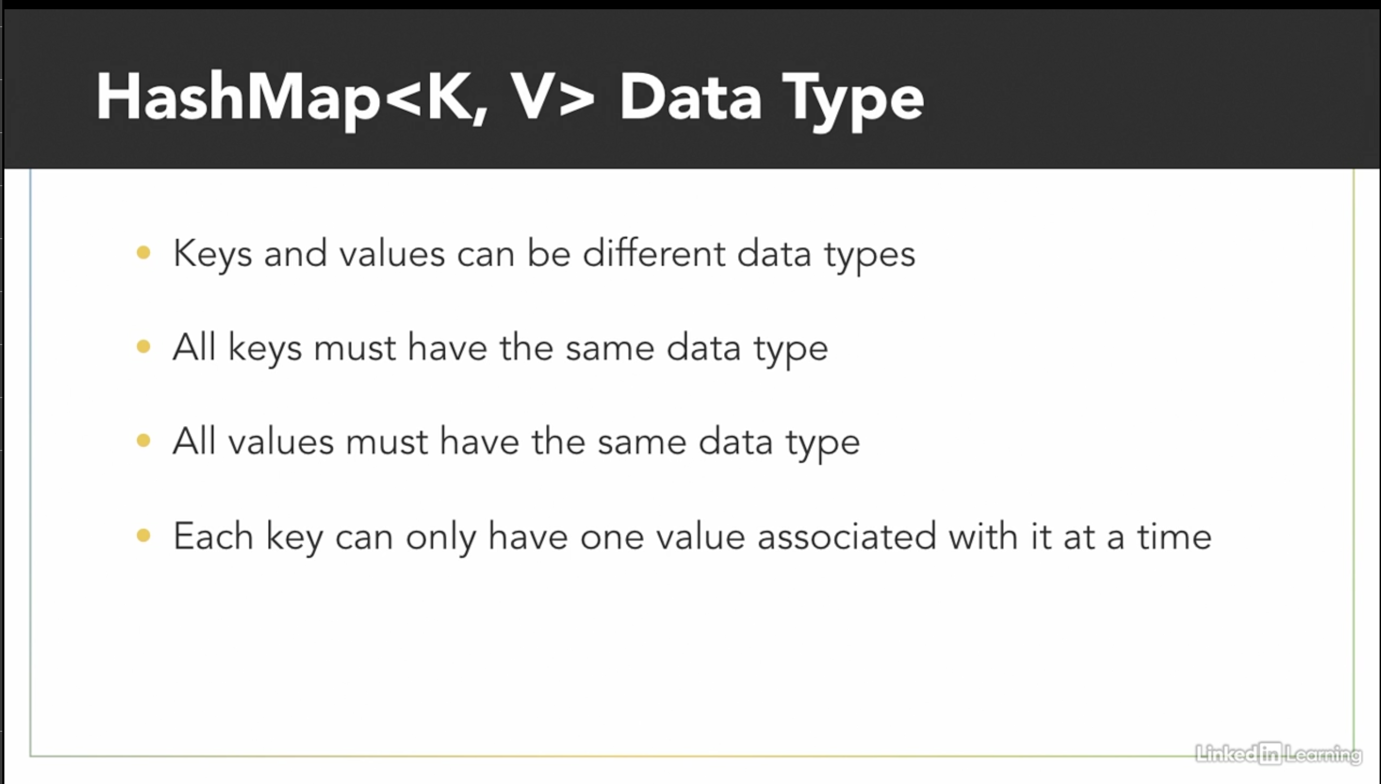 HashMap<K, V> Data Type
• Keys and values can be different data types
• All keys must have the same data type
• All values must have the same data type
• Each key can only have one value associated with it at a time
Linked in Learning